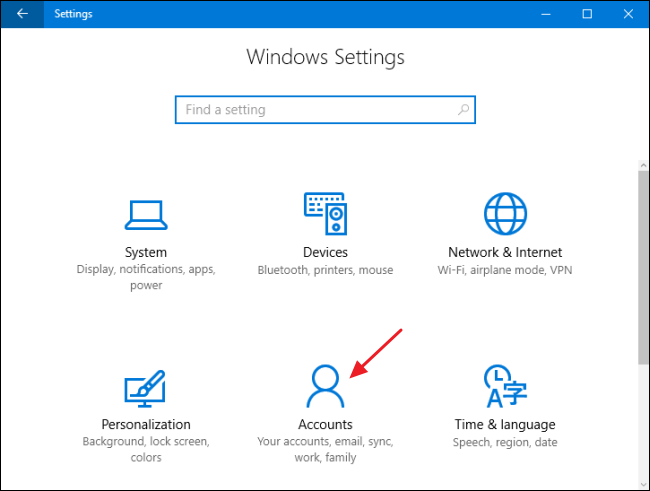 Settings
Windows Settings
Find a setting
System
Display, notifications, apps,
power
Devices
Bluetooth, printers, mouse
Network & Internet
Wi-Fi, airplane mode, VPN
Personalization
Background, lock screen,
colors
Accounts
Your accounts, email, sync,
work, family
A字
Time & language
Speech, region, date